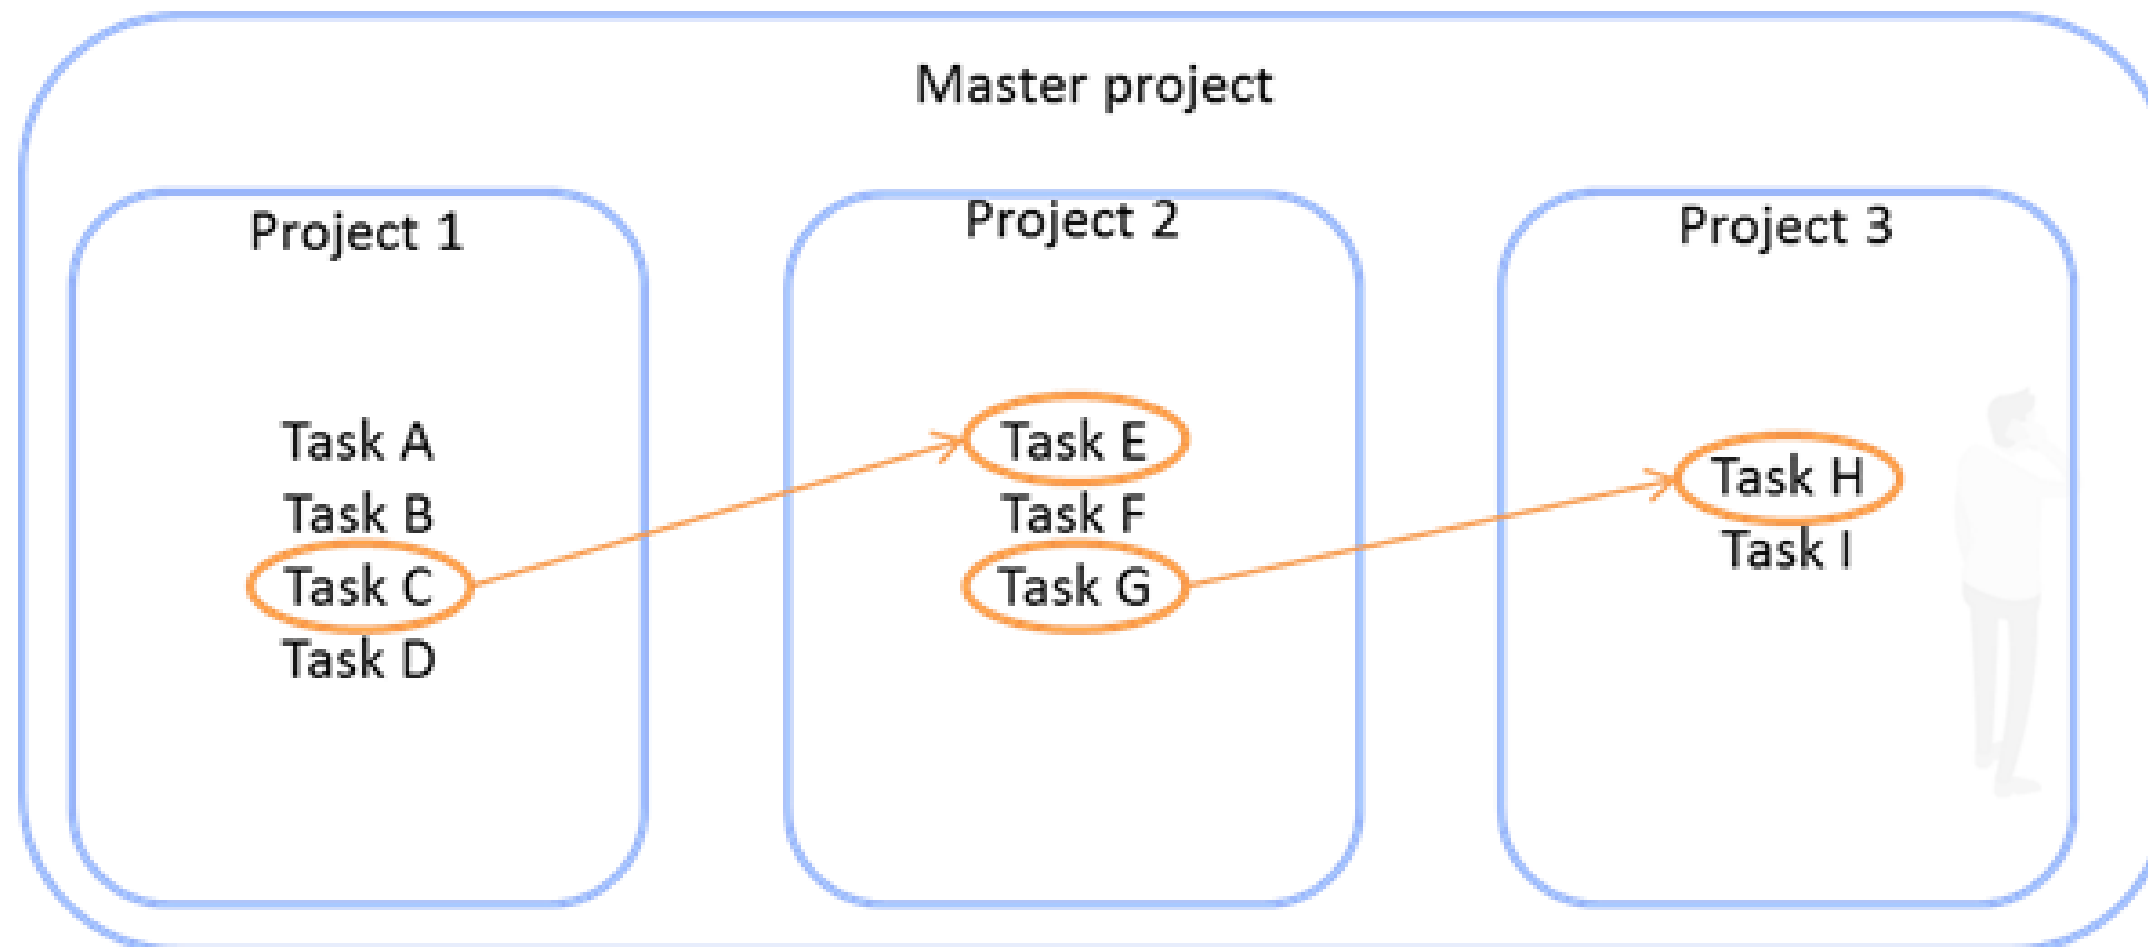 Master project
Project 1
Task A
Task B
Task C
Task D
Project 2
Task E
Task F
Task G
Project 3
Task H
Task I